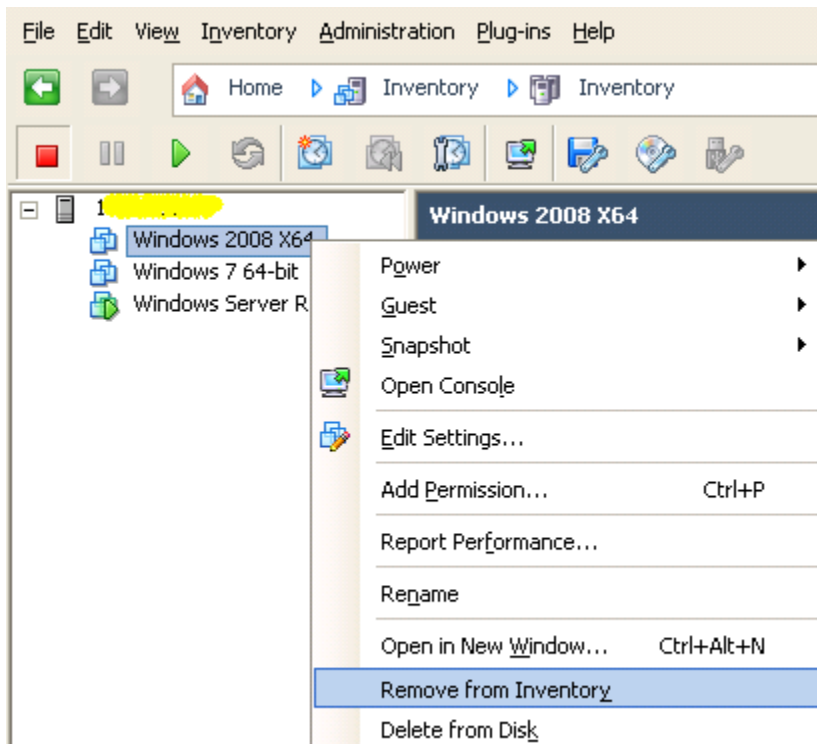 File Edit View Inventory Administration Plug-ins Help
Home Inventory Inventory
1
Windows 2008 X64
Windows 2008 X64
Windows 7 64-bit
Windows Server R
Power
Guest
Snapshot
Open Console
Edit Settings...
Add Permission... Ctrl+P
Report Performance...
Rename
Open in New Window... Ctrl+Alt+N
Remove from Inventory
Delete from Disk